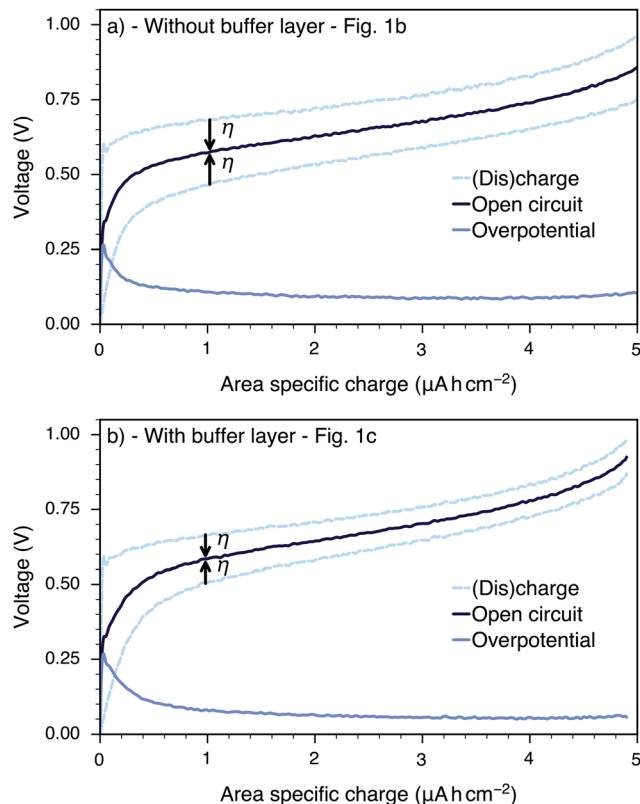 a) - Without buffer layer - Fig. 1b
1.00
0.75
0.50
0.25
0.00
Voltage (V)
η
η
(Dis)charge
Open circuit
Overpotential
0 1 2 3 4 5
Area specific charge (μA h cm⁻²)
b) - With buffer layer - Fig. 1c
1.00
0.75
0.50
0.25
0.00
Voltage (V)
η
η
(Dis)charge
Open circuit
Overpotential
0 1 2 3 4 5
Area specific charge (μA h cm⁻²)